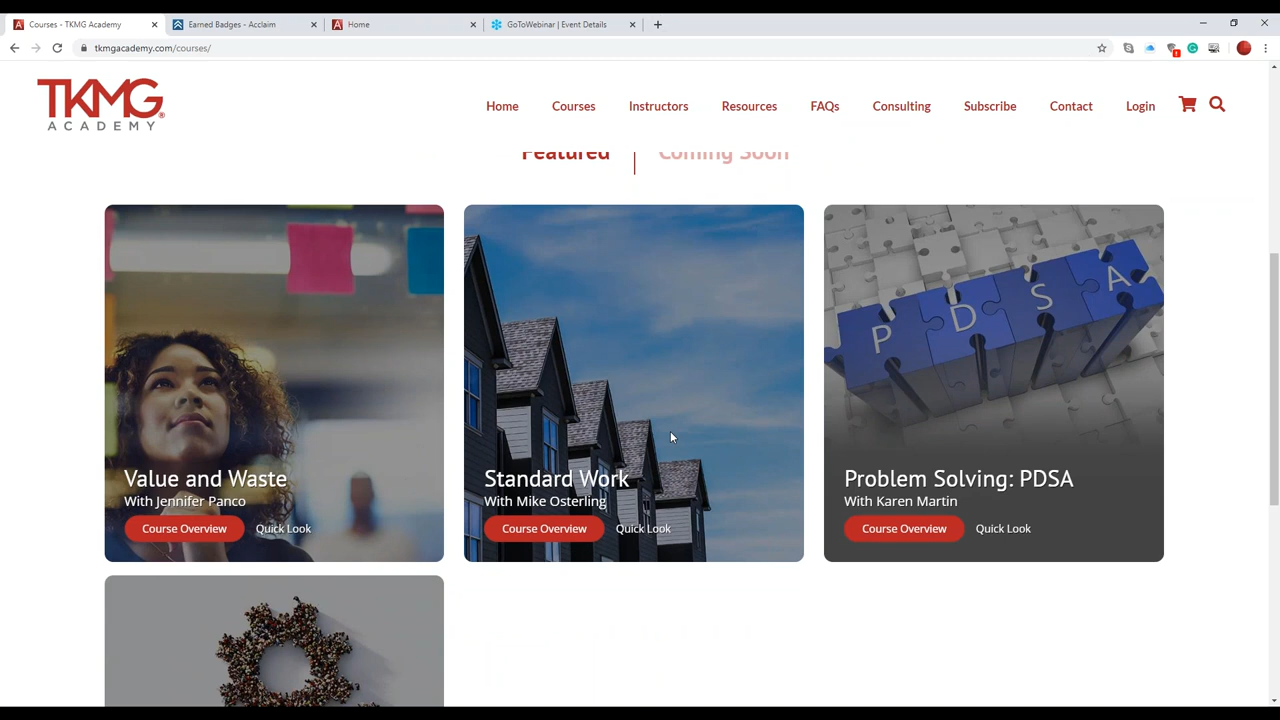 Courses - TKMG Academy
Earned Badges - Acclaim
Home
GoToWebinar | Event Details
tkmgacademy.com/courses/
TKMG
ACADEMY
Home
Courses
Instructors
Resources
FAQs
Consulting
Subscribe
Contact
Login
Featured
Coming Soon
Value and Waste
With Jennifer Panco
Course Overview
Quick Look
Standard Work
With Mike Osterling
Course Overview
Quick Look
P D S A
Problem Solving: PDSA
With Karen Martin
Course Overview
Quick Look